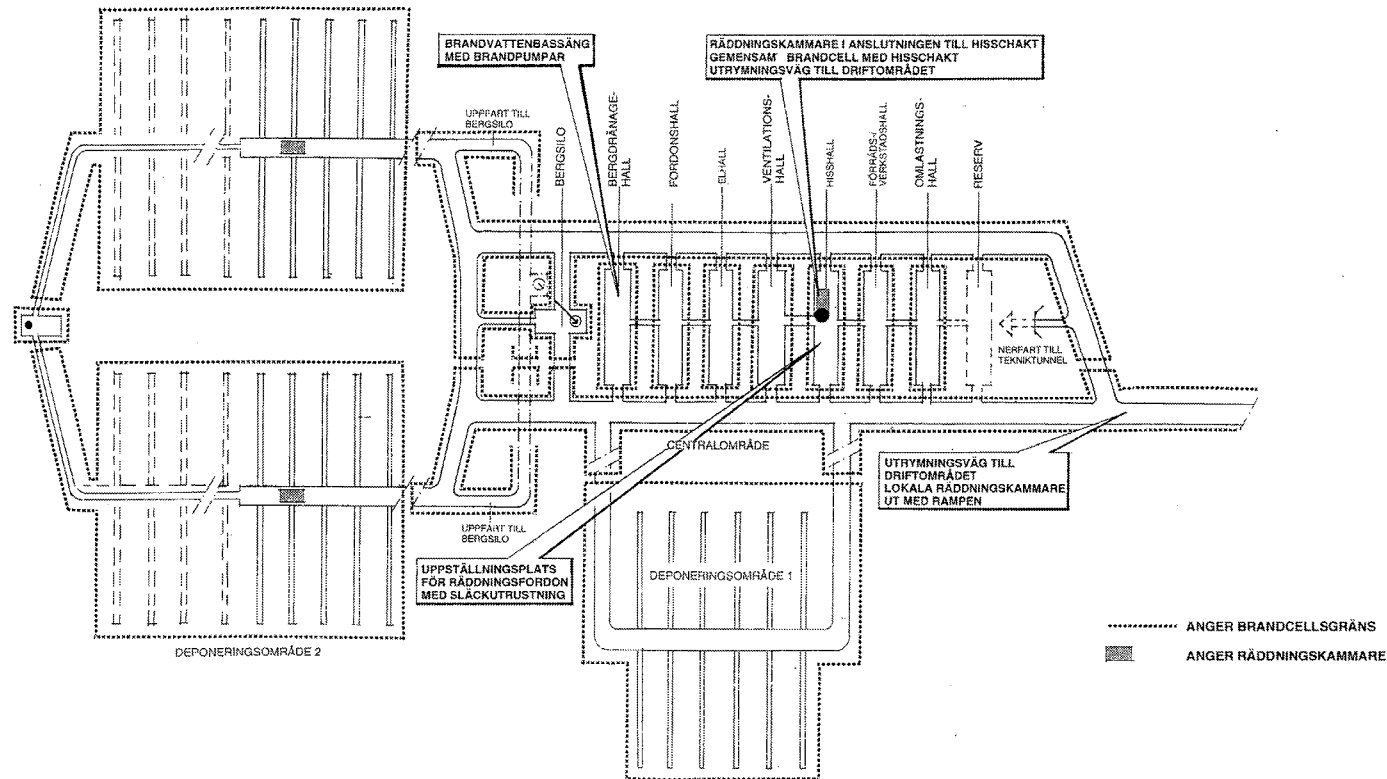 BRANDVATTENBASSÄNG
MED BRANDPUMPAR
RÄDDNINGSKAMMARE I ANSLUTNINGEN TILL HISSCHAKT
GEMENSAM BRANDCELL MED HISSCHAKT
UTRYMNINGSVÄG TILL DRIFTOMRÅDET
UPPFART TILL
BERGSILO
BERGSILO
BERGDRÄNAGE-
HALL
FORDONSHALL
ELHALL
VENTILATIONS-
HALL
HISSHALL
FÖRRÅDS-/
VERKSTADSHALL
OMLASTNINGS-
HALL
RESERV
NERFART TILL
TEKNIKTUNNEL
CENTRALOMRÅDE
UTRYMNINGSVÄG TILL
DRIFTOMRÅDET
LOKALA RÄDDNINGSKAMMARE
UT MED RAMPEN
UPPFART TILL
BERGSILO
UPPSTÄLLNINGSPLATS
FÖR RÄDDNINGSFORDON
MED SLÄCKUTRUSTNING
DEPONERINGSOMRÅDE 1
DEPONERINGSOMRÅDE 2
ANGER BRANDCELLSGRÄNS
ANGER RÄDDNINGSKAMMARE